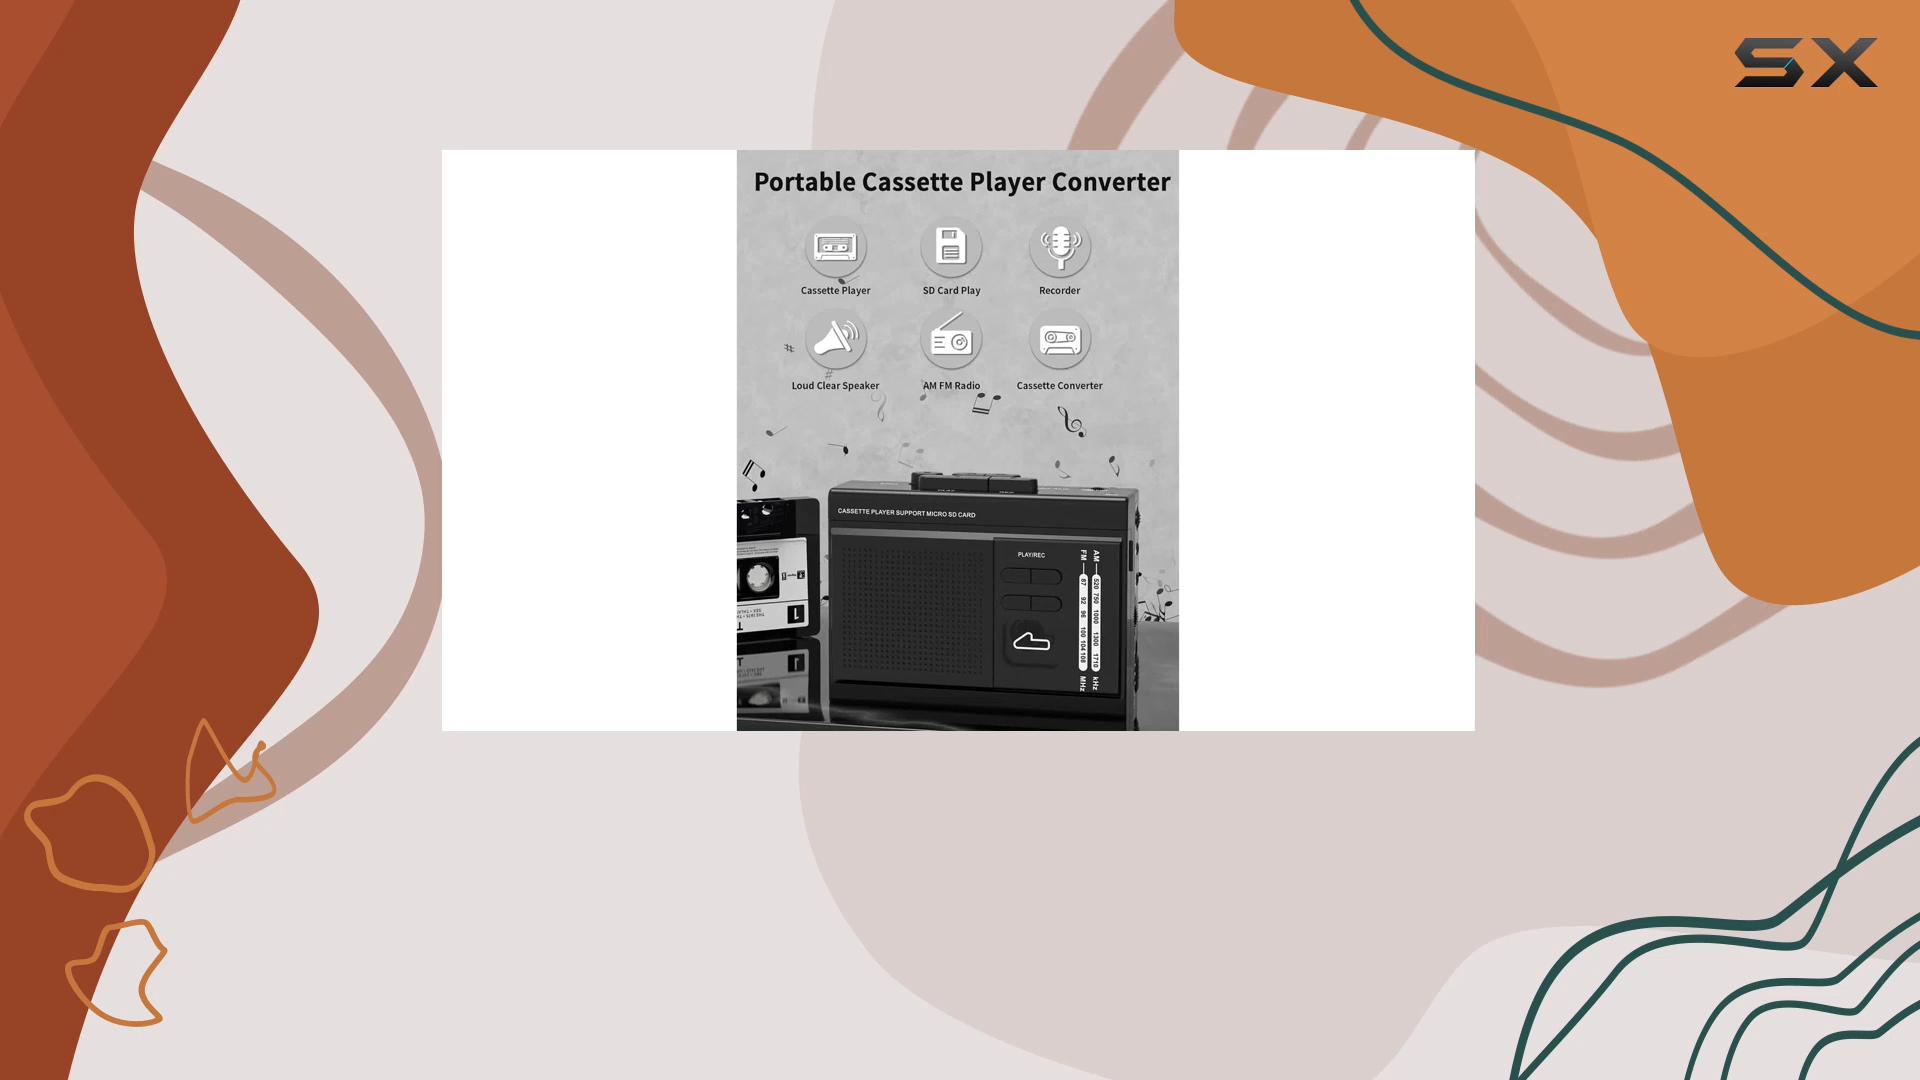 SX
Portable Cassette Player Converter
Cassette Player
SD Card Play
Recorder
Loud Clear Speaker
AM FM Radio
Cassette Converter
CASSETTE PLAYER SUPPORT MICRO SD CARD
PLAY/REC
FM 87 92 96 100 104 108 MHz
AM 520 750 1000 1300 1710 kHz
1